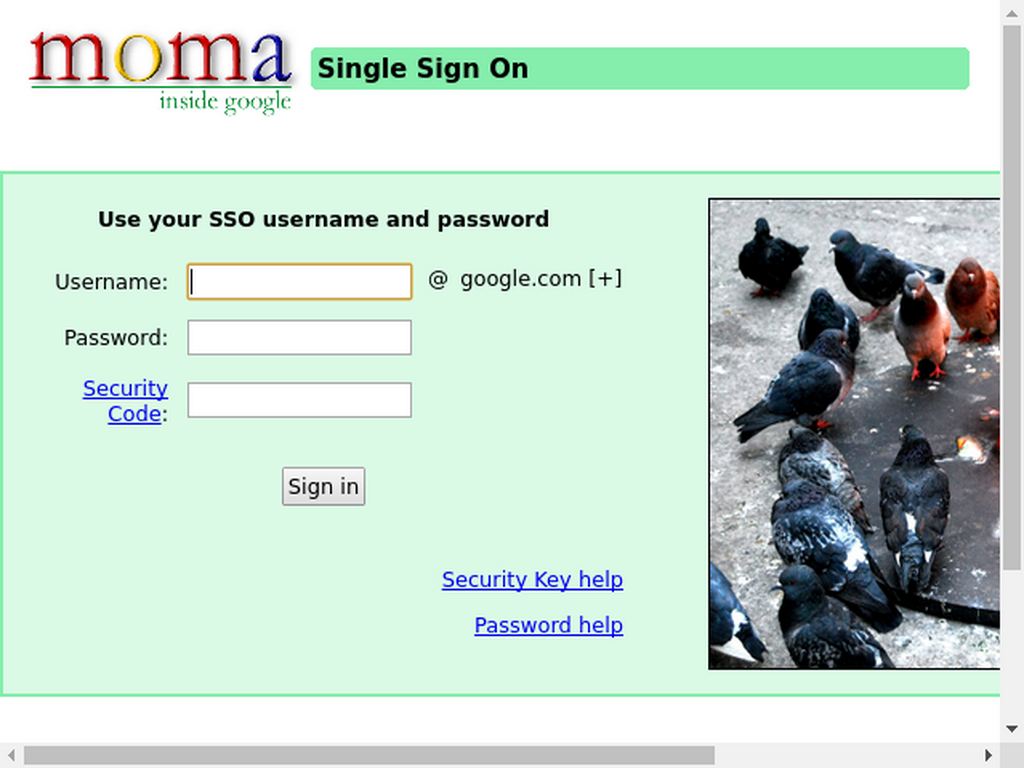 moma
inside google
Single Sign On
Use your SSO username and password
Username:
@ google.com [+]
Password:
Security
Code:
Sign in
Security Key help
Password help